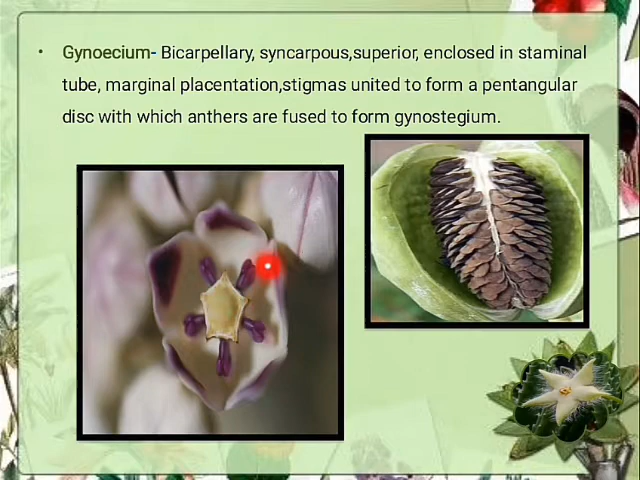 • Gynoecium- Bicarpellary, syncarpous,superior, enclosed in staminal
tube, marginal placentation,stigmas united to form a pentangular
disc with which anthers are fused to form gynostegium.